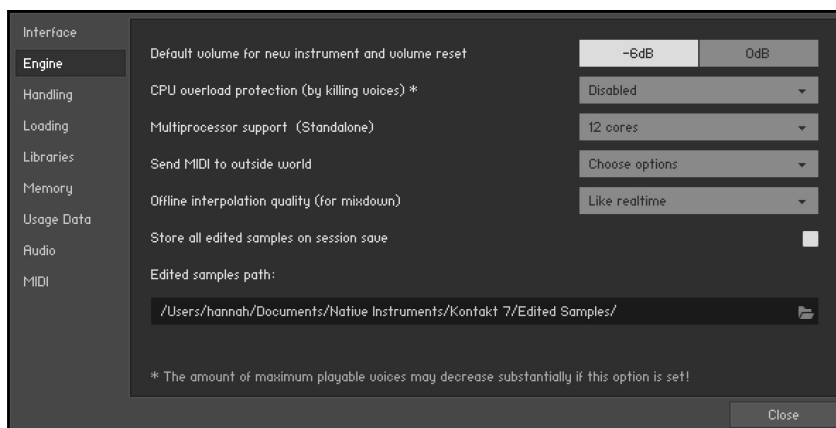 Interface
Engine
Handling
Loading
Libraries
Memory
Usage Data
Audio
MIDI
Default volume for new instrument and volume reset
-6dB 0dB
CPU overload protection (by killing voices) *
Disabled
Multiprocessor support (Standalone)
12 cores
Send MIDI to outside world
Choose options
Offline interpolation quality (for mixdown)
Like realtime
Store all edited samples on session save
Edited samples path:
/Users/hannah/Documents/Native Instruments/Kontakt 7/Edited Samples/
* The amount of maximum playable voices may decrease substantially if this option is set!
Close